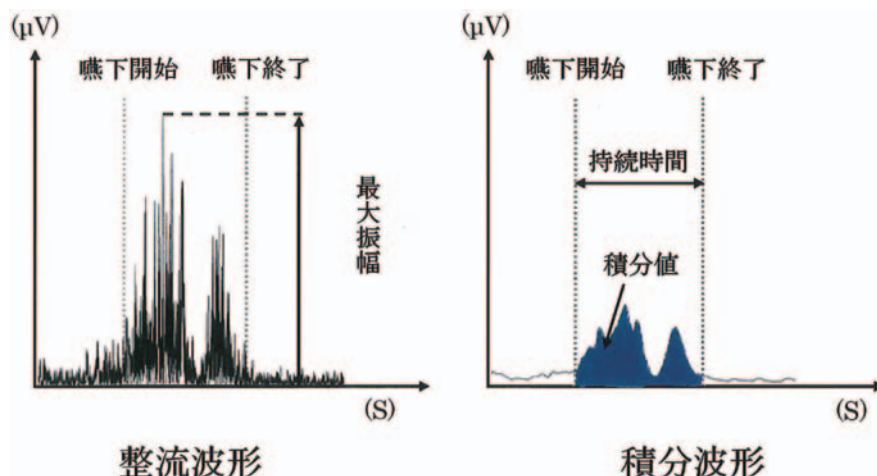 (μV)
嚥下開始
嚥下終了
最大振幅
(S)
整流波形
(μV)
嚥下開始
嚥下終了
持続時間
積分値
(S)
積分波形